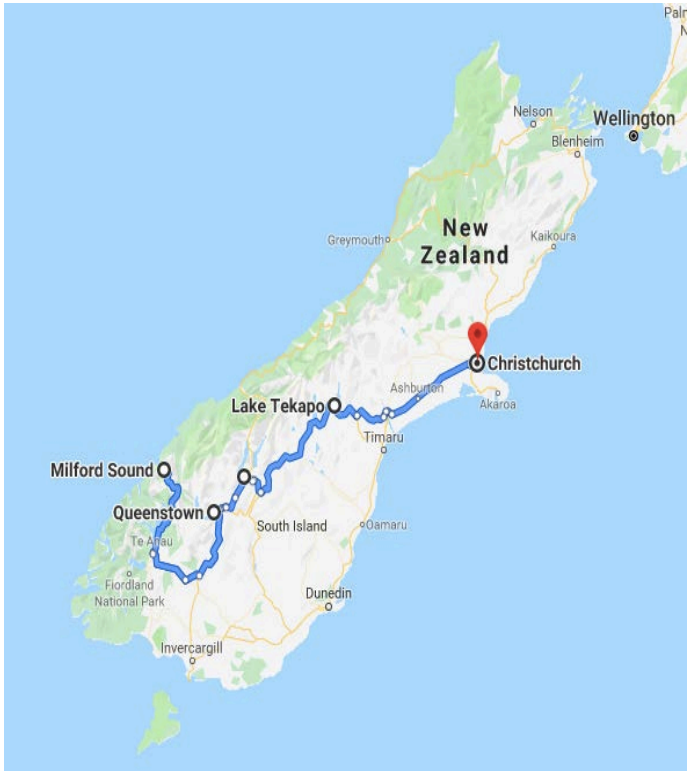 Palm
N
Nelson
Wellington
Blenheim
New
Zealand
Greymouth
Kaikoura
Christchurch
Ashburton
Akaroa
Lake Tekapo
Timaru
Milford Sound
Queenstown
South Island
Oamaru
Te Anau
Fiordland
National Park
Dunedin
Invercargill